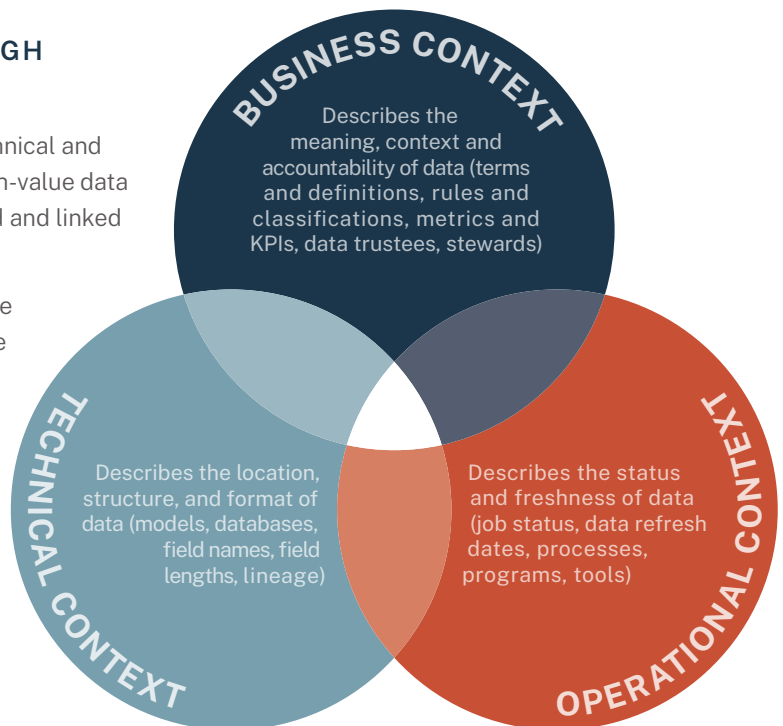 GH
BUSINESS CONTEXT
Describes the
meaning, context and
accountability of data (terms
and definitions, rules and
classifications, metrics and
KPIs, data trustees, stewards)
nical and
-value data
and linked
TECHNICAL CONTEXT
Describes the location,
structure, and format of
data (models, databases,
field names, field
lengths, lineage)
OPERATIONAL CONTEXT
Describes the status
and freshness of data
(job status, data refresh
dates, processes,
programs, tools)